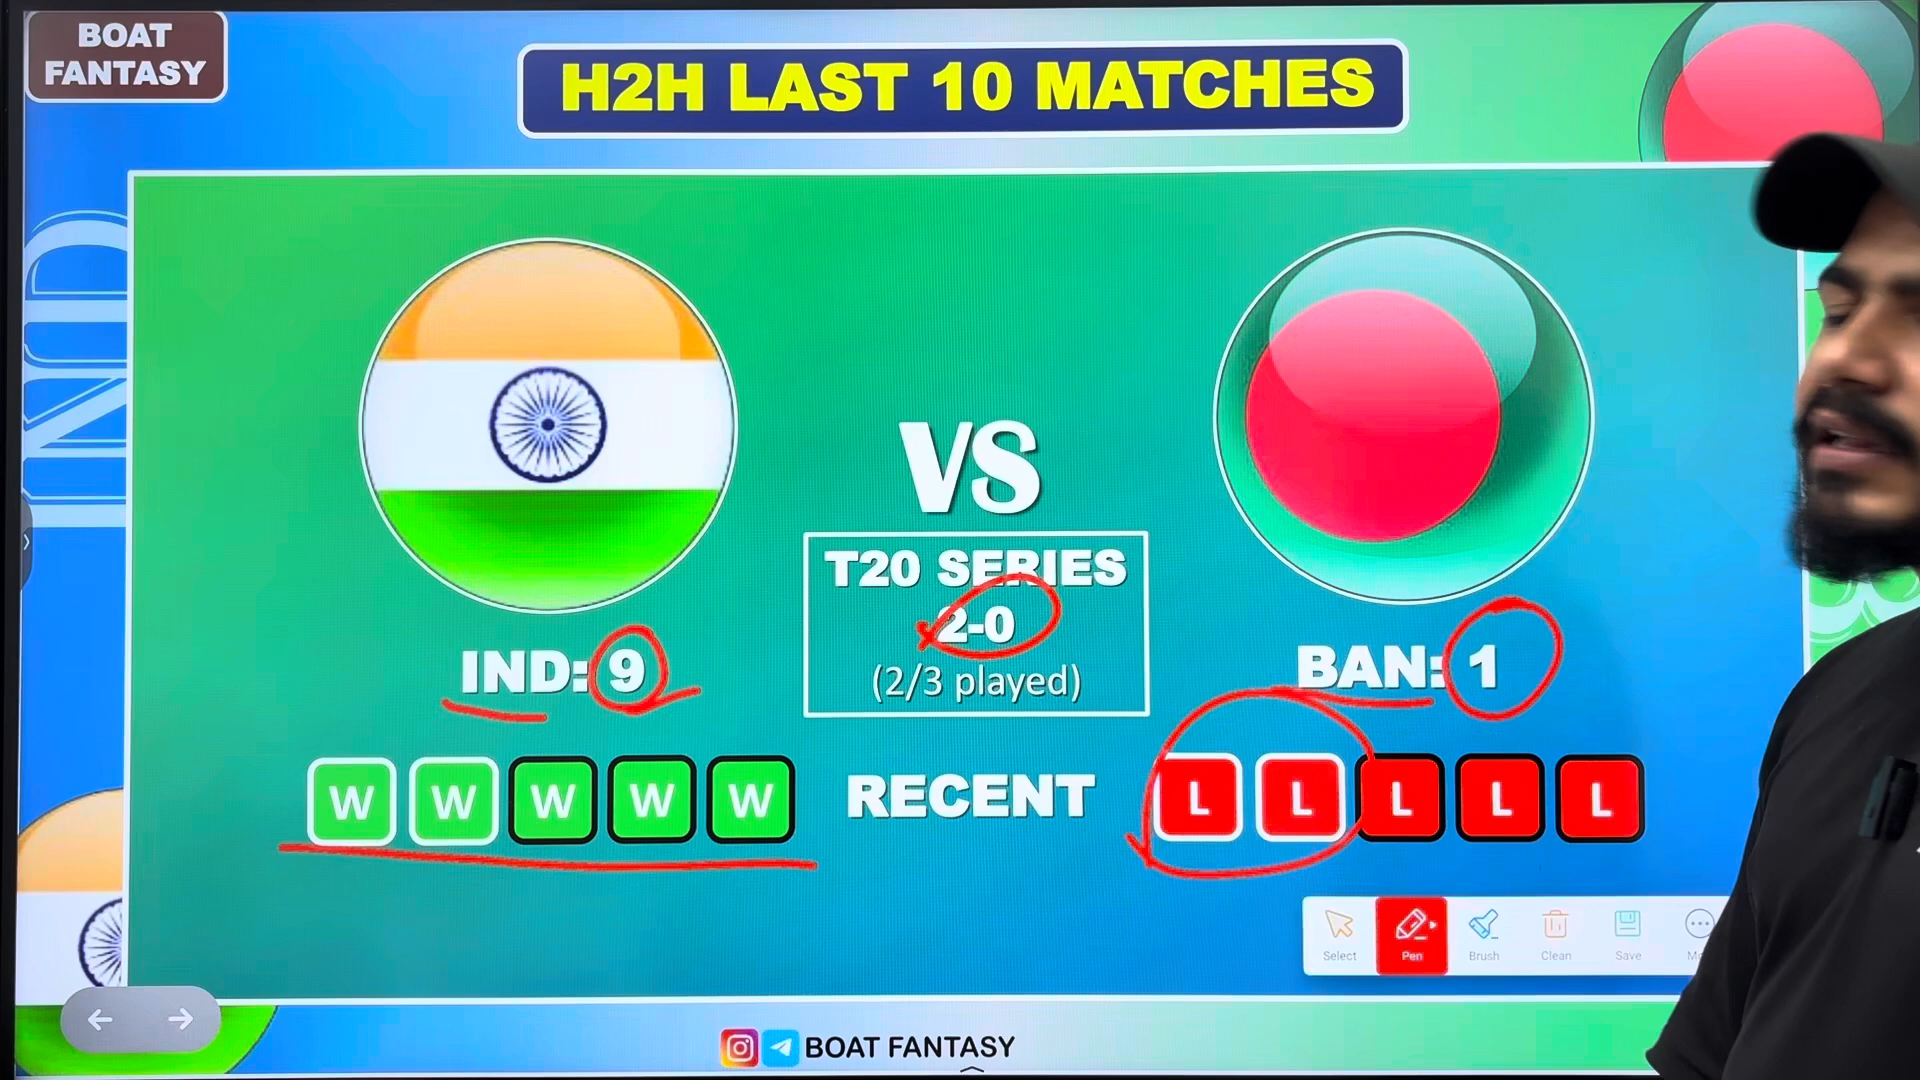 BOAT
FANTASY
H2H LAST 10 MATCHES
IND
VS
T20 SERIES
2-0
(2/3 played)
IND: 9
BAN: 1
W W W W W
RECENT
L L L L L
Select
Pen
Brush
Clean
Save
BOAT FANTASY